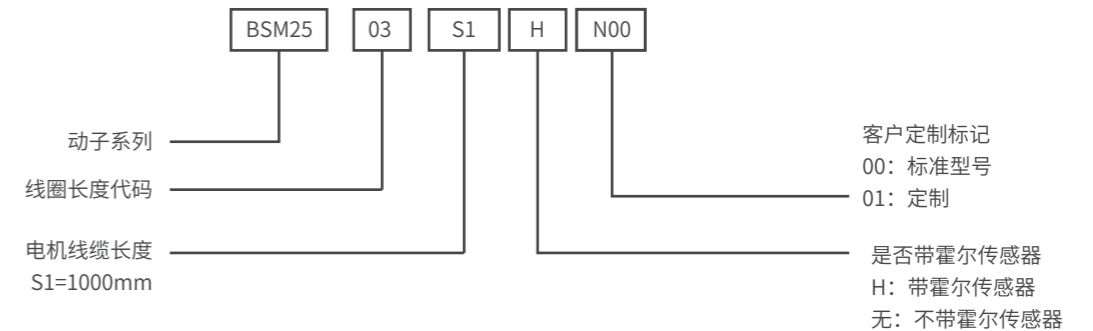 BSM25 03 S1 H N00
动子系列
线圈长度代码
电机线缆长度
S1=1000mm
客户定制标记
00：标准型号
01：定制
是否带霍尔传感器
H：带霍尔传感器
无：不带霍尔传感器